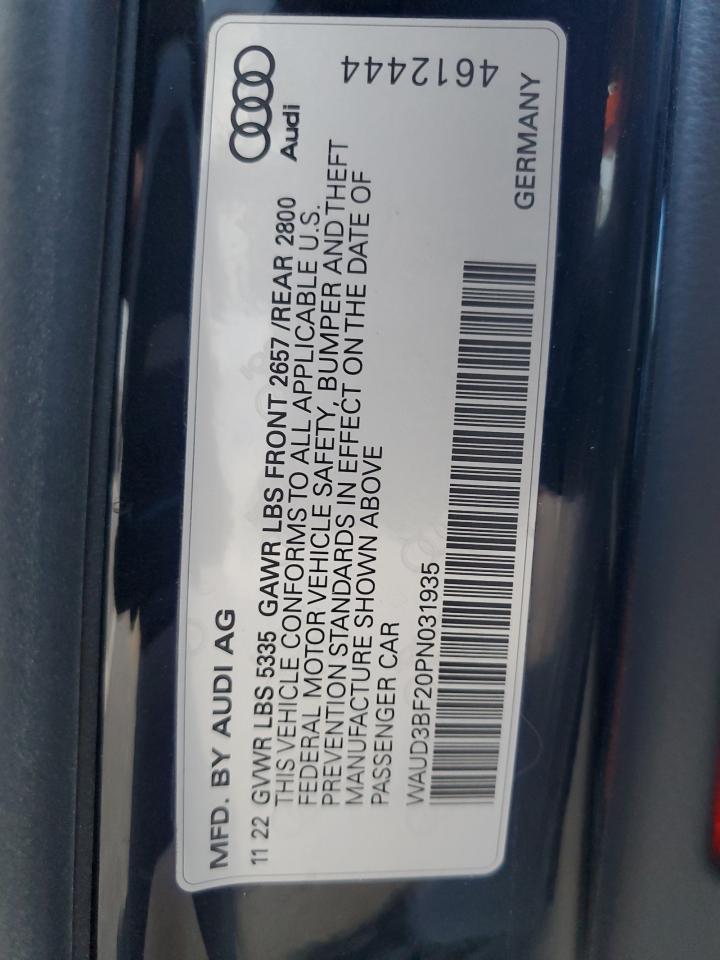 MFD. BY AUDI AG
Audi
11 22 GVWR LBS 5335 GAWR LBS FRONT 2657 /REAR 2800
THIS VEHICLE CONFORMS TO ALL APPLICABLE U.S.
FEDERAL MOTOR VEHICLE SAFETY, BUMPER AND THEFT
PREVENTION STANDARDS IN EFFECT ON THE DATE OF
MANUFACTURE SHOWN ABOVE
PASSENGER CAR
WAUD3BF20PN031935
4612444
GERMANY